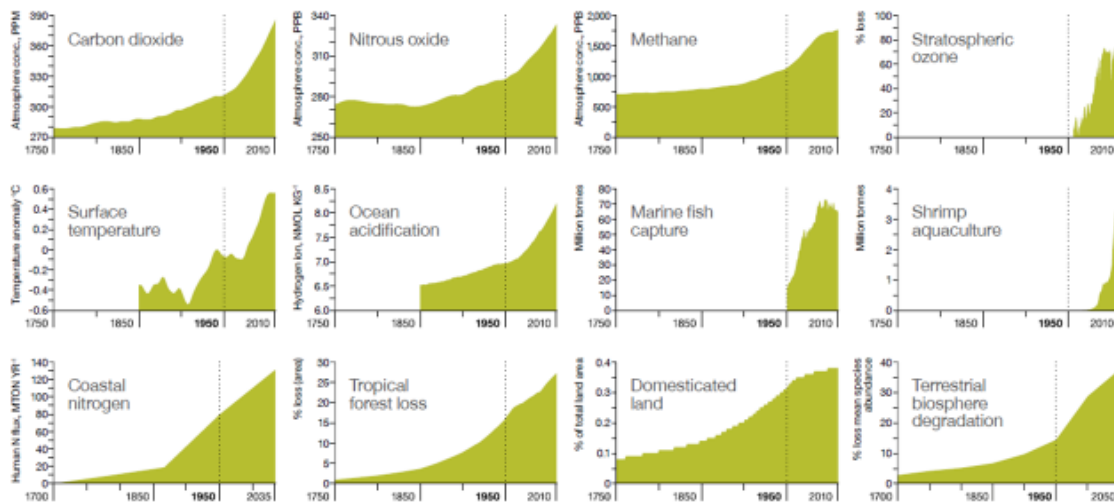 Atmosphere conc., PPM
390
360
330
300
270
Carbon dioxide
1750 1850 1950 2010
Atmosphere conc., PPB
340
310
280
250
Nitrous oxide
1750 1850 1950 2010
Atmosphere conc., PPB
2,000
1,500
1,000
500
0
Methane
1750 1850 1950 2010
% loss
100
80
60
40
20
0
Stratospheric
ozone
1750 1850 1950 2010
Temperature anomaly °C
0.6
0.4
0.2
0
-0.2
-0.4
-0.6
Surface
temperature
1750 1850 1950 2010
Hydrogen ion, NMOL KG⁻¹
8.5
8.0
7.5
7.0
6.5
6.0
Ocean
acidification
1750 1850 1950 2010
Million tonnes
80
70
60
50
40
30
20
10
0
Marine fish
capture
1750 1850 1950 2010
Million tonnes
4
3
2
1
0
Shrimp
aquaculture
1750 1850 1950 2010
Human N flux, MTON YR⁻¹
140
120
100
80
60
40
20
0
Coastal
nitrogen
1750 1850 1950 2035
% loss (area)
30
25
20
15
10
5
0
Tropical
forest loss
1750 1850 1950 2010
% of total land area
0.4
0.3
0.2
0.1
0
Domesticated
land
1750 1850 1950 2010
% loss mean species
abundance
40
30
20
10
0
Terrestrial
biosphere
degradation
1700 1850 1950 2050